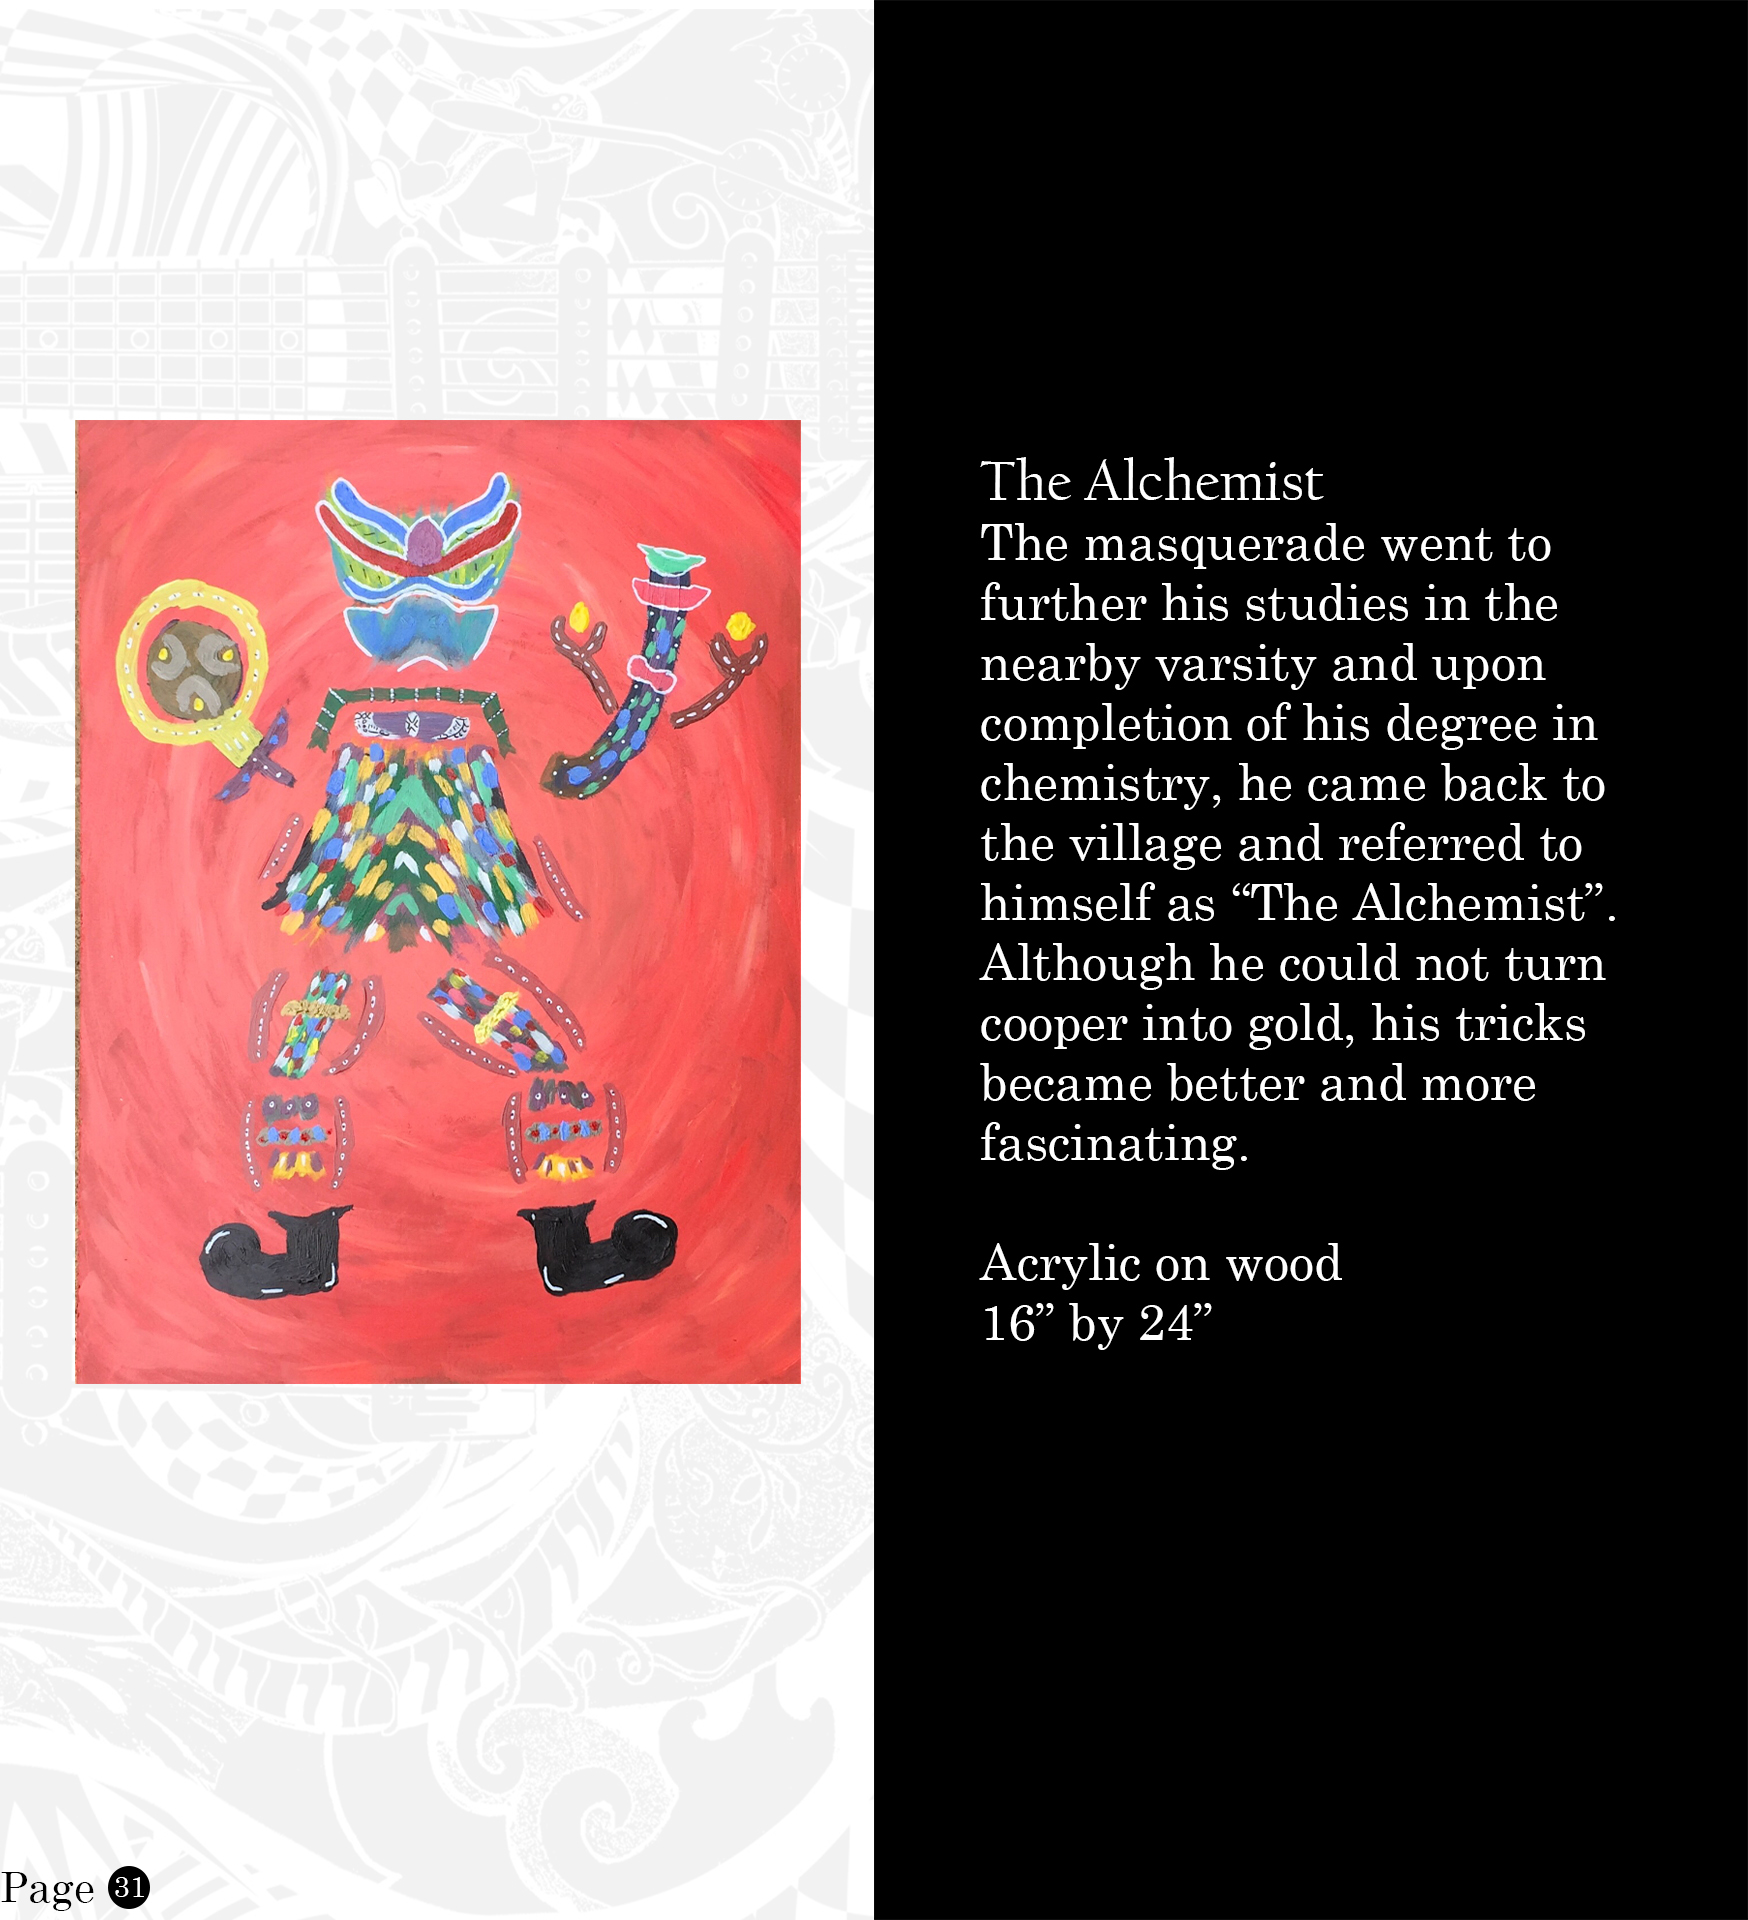 The Alchemist
The masquerade went to
further his studies in the
nearby varsity and upon
completion of his degree in
chemistry, he came back to
the village and referred to
himself as “The Alchemist”.
Although he could not turn
cooper into gold, his tricks
became better and more
fascinating.
Acrylic on wood
16” by 24”
Page 31